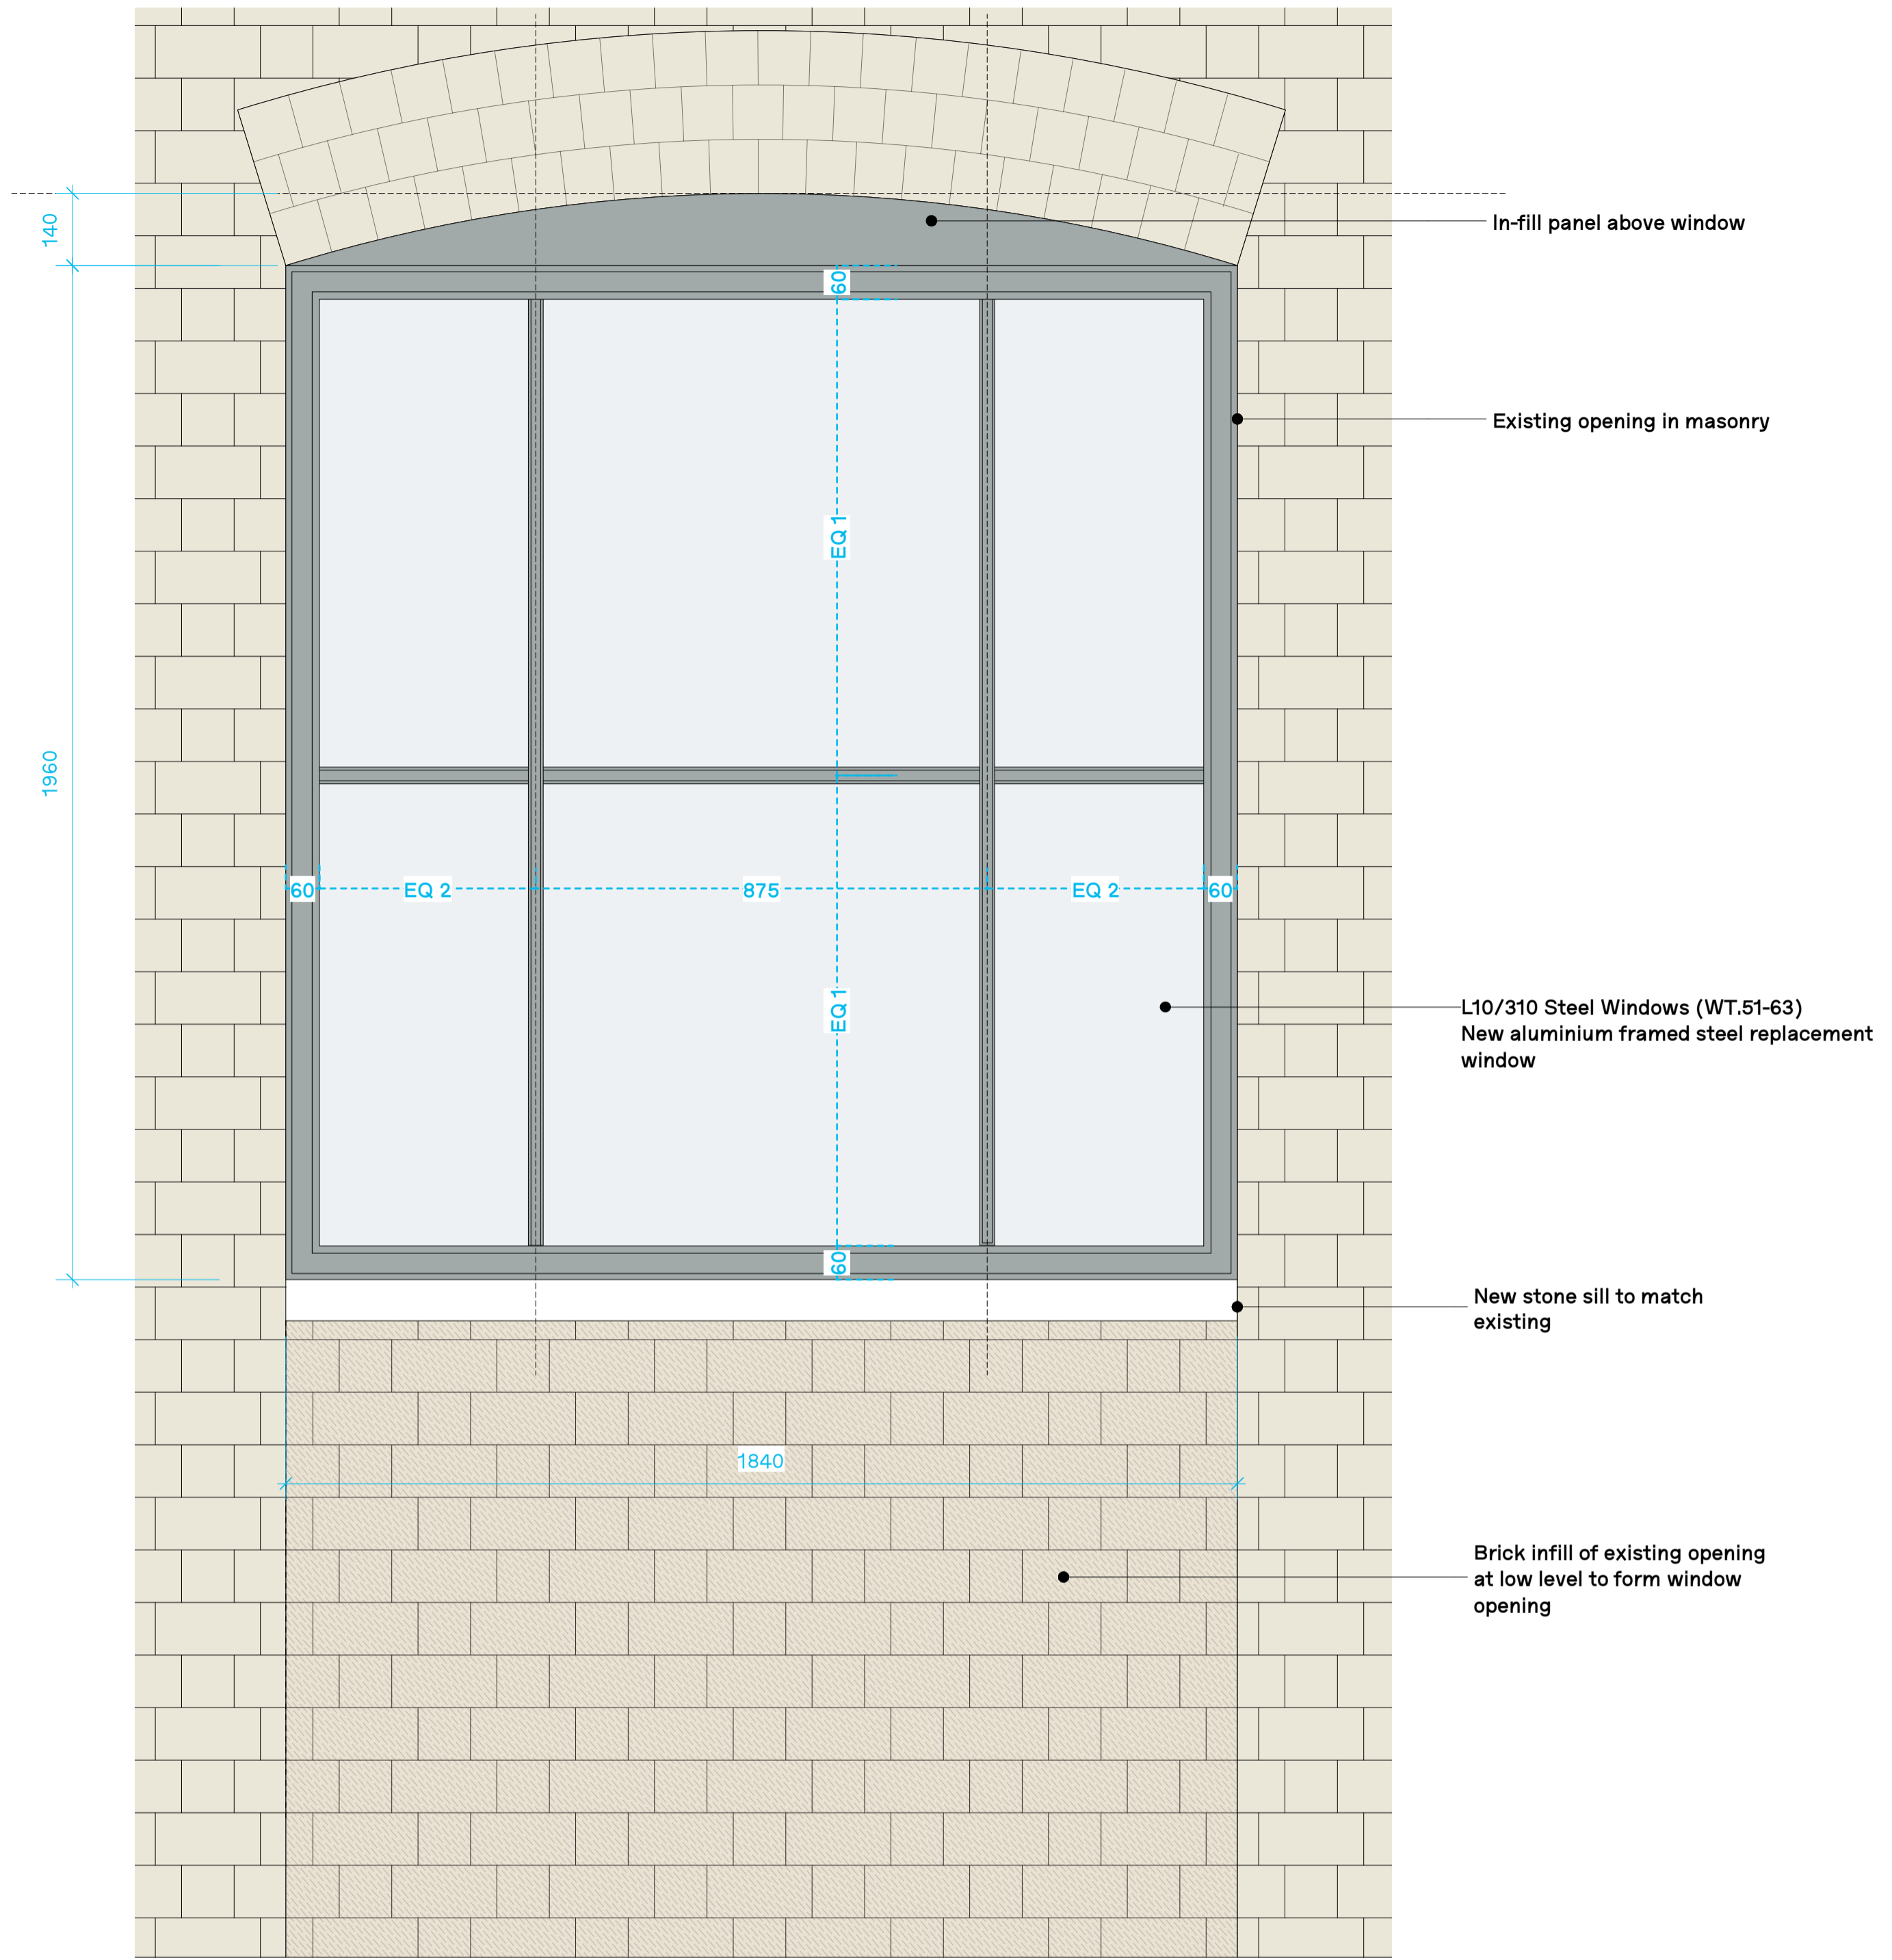 140
In-fill panel above window
60
Existing opening in masonry
EQ 1
1960
60
EQ 2
875
EQ 2
60
EQ 1
L10/310 Steel Windows (WT.51-63)
New aluminium framed steel replacement
window
60
New stone sill to match
existing
1840
Brick infill of existing opening
at low level to form window
opening